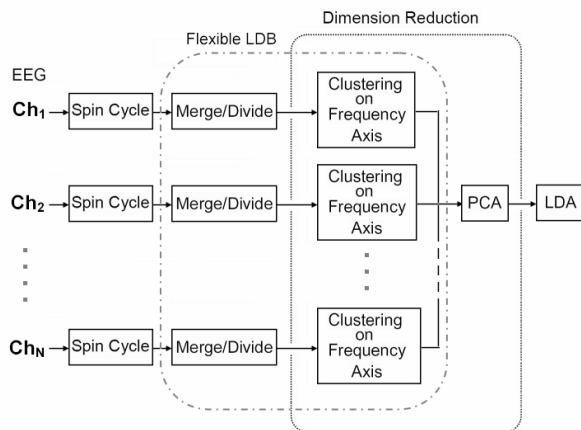 Dimension Reduction
Flexible LDB
EEG
Ch1
Spin Cycle
Merge/Divide
Clustering
on
Frequency
Axis
Ch2
Spin Cycle
Merge/Divide
Clustering
on
Frequency
Axis
PCA
LDA
ChN
Spin Cycle
Merge/Divide
Clustering
on
Frequency
Axis